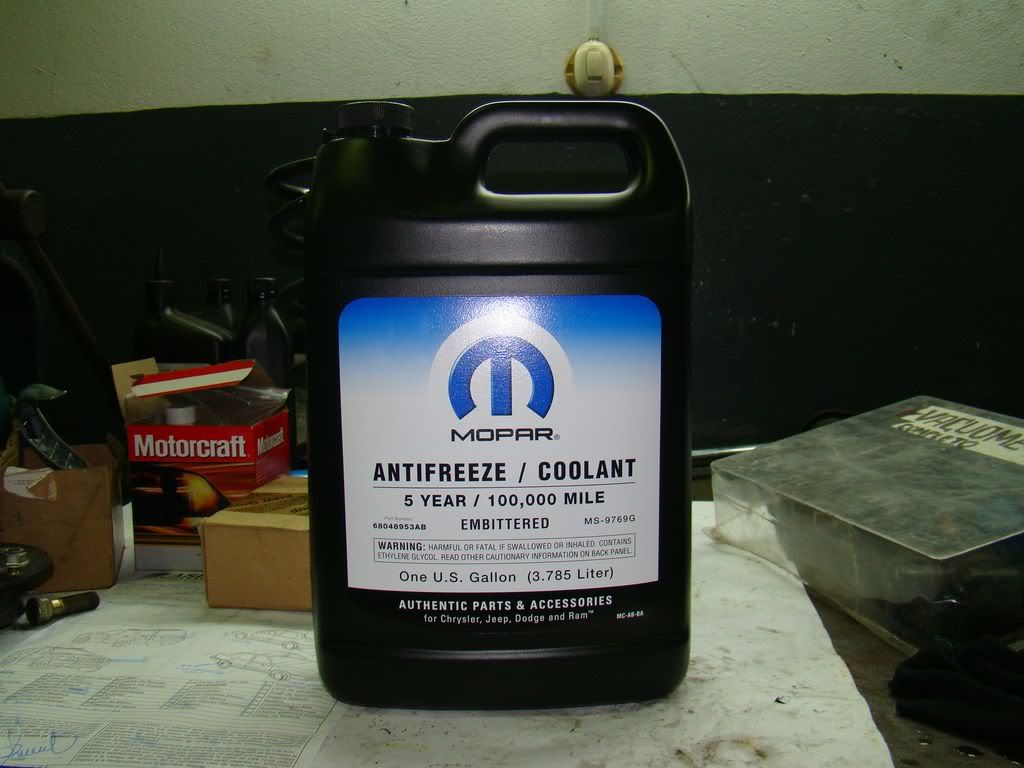 MOPAR®
ANTIFREEZE / COOLANT
5 YEAR / 100,000 MILE
Part Number
68048953AB
EMBITTERED
MS-9769G
WARNING: HARMFUL OR FATAL IF SWALLOWED OR INHALED. CONTAINS
ETHYLENE GLYCOL. READ OTHER CAUTIONARY INFORMATION ON BACK PANEL.
One U.S. Gallon (3.785 Liter)
AUTHENTIC PARTS & ACCESSORIES
for Chrysler, Jeep, Dodge and Ram™
MC-AB-BA
Motorcraft
Motorcraft